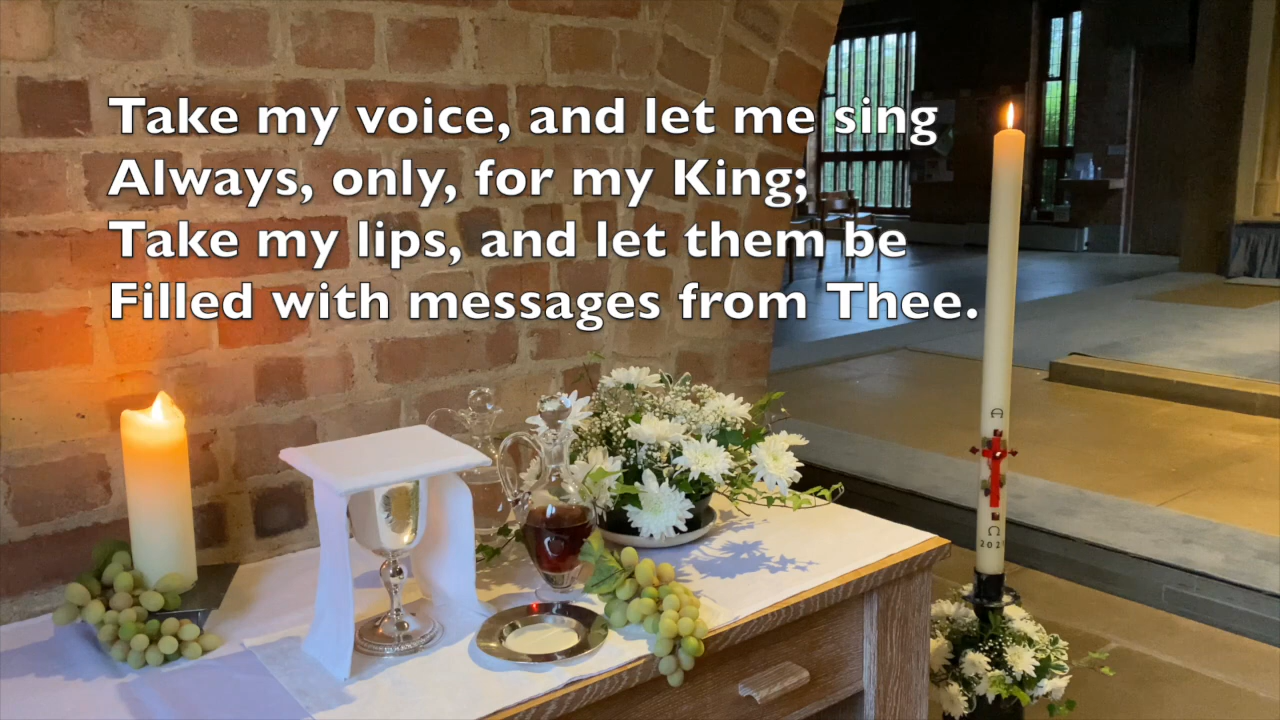 Take my voice, and let me sing
Always, only, for my King;
Take my lips, and let them be
Filled with messages from Thee.
Α
Ω